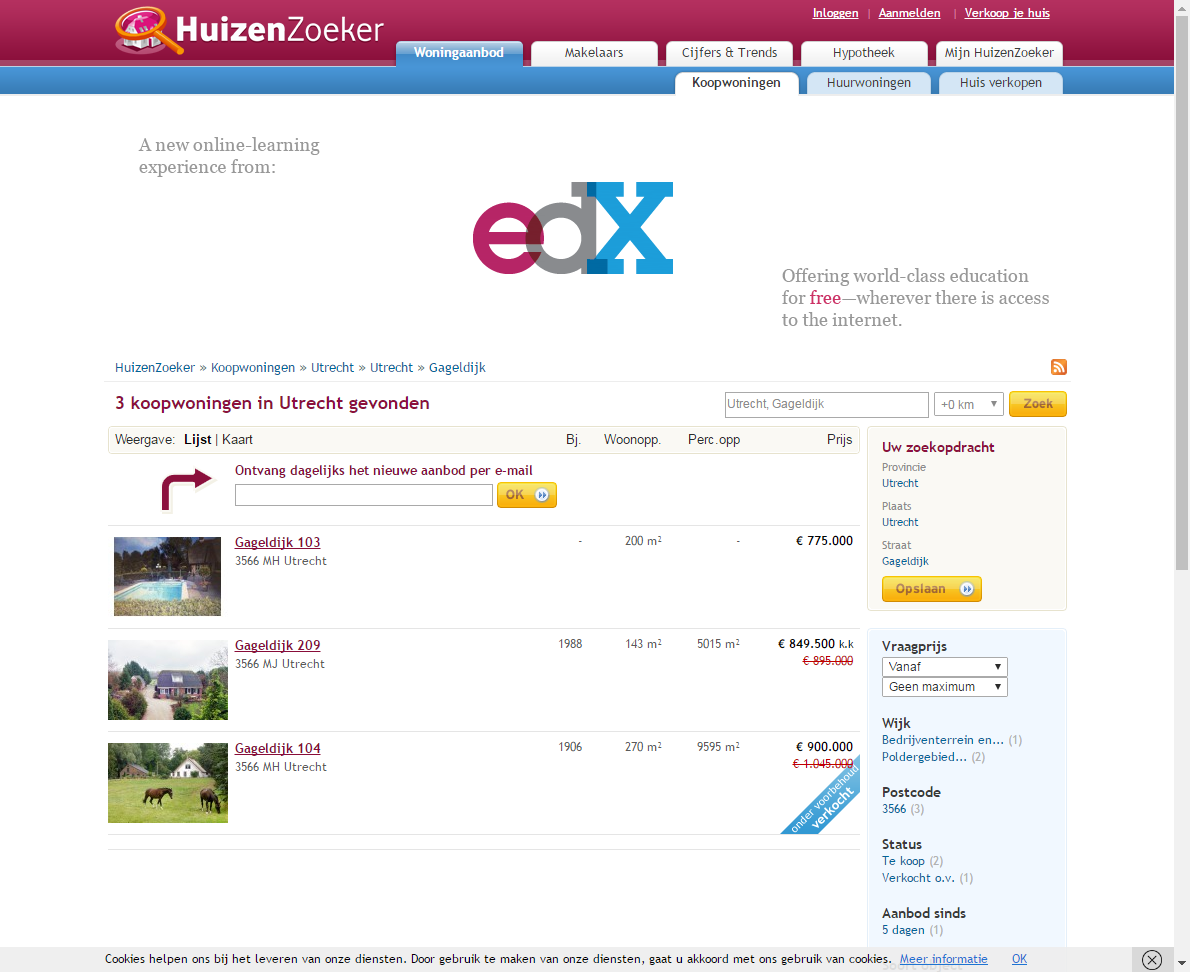 Inloggen | Aanmelden | Verkoop je huis
HuizenZoeker
Woningaanbod Makelaars Cijfers & Trends Hypotheek Mijn HuizenZoeker
Koopwoningen Huurwoningen Huis verkopen
A new online-learning
experience from:
edX
Offering world-class education
for free—wherever there is access
to the internet.
HuizenZoeker » Koopwoningen » Utrecht » Utrecht » Gageldijk
3 koopwoningen in Utrecht gevonden
Utrecht, Gageldijk +0 km Zoek
Weergave: Lijst | Kaart Bj. Woonopp. Perc.opp Prijs
Ontvang dagelijks het nieuwe aanbod per e-mail
OK
Gageldijk 103 - 200 m² - € 775.000
3566 MH Utrecht
Gageldijk 209 1988 143 m² 5015 m² € 849.500 k.k
3566 MJ Utrecht € 895.000
Gageldijk 104 1906 270 m² 9595 m² € 900.000
3566 MH Utrecht € 1.045.000
onder voorbehoud
verkocht
Uw zoekopdracht
Provincie
Utrecht
Plaats
Utrecht
Straat
Gageldijk
Opslaan
Vraagprijs
Vanaf
Geen maximum
Wijk
Bedrijventerrein en... (1)
Poldergebied... (2)
Postcode
3566 (3)
Status
Te koop (2)
Verkocht o.v. (1)
Aanbod sinds
5 dagen (1)
Cookies helpen ons bij het leveren van onze diensten. Door gebruik te maken van onze diensten, gaat u akkoord met ons gebruik van cookies. Meer informatie OK